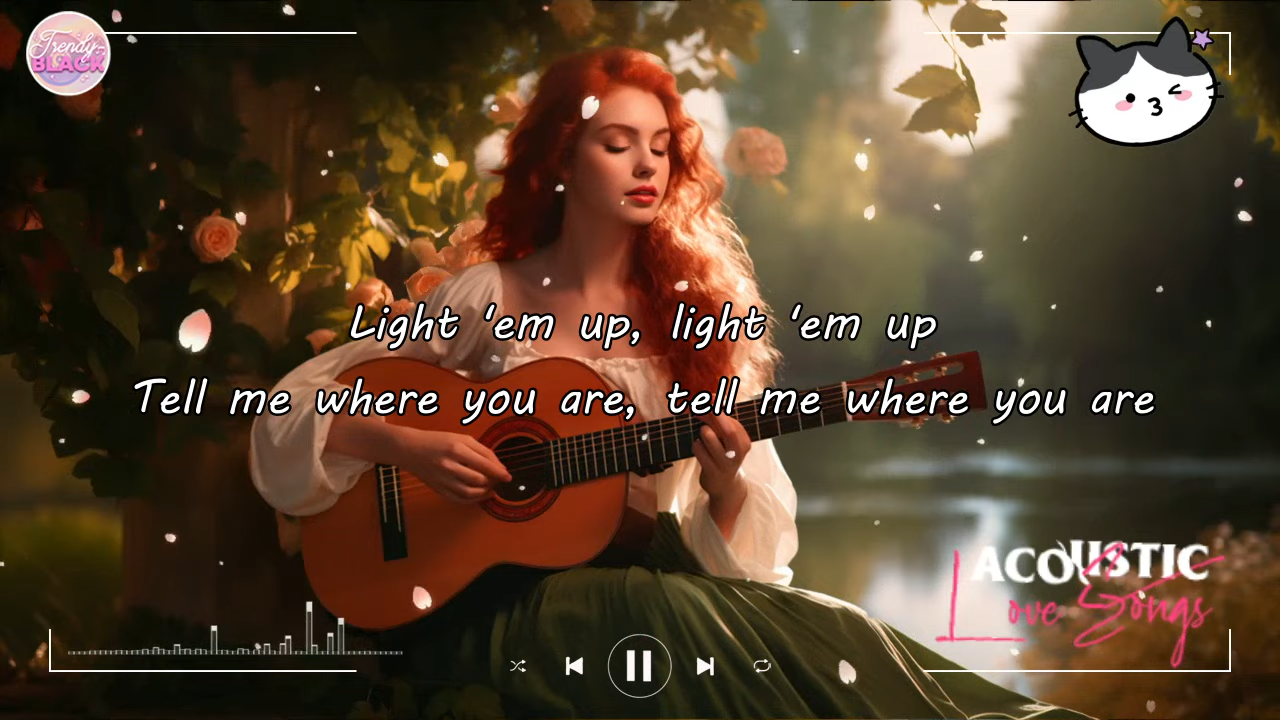 Trendy
BLACK
Light 'em up, light 'em up
Tell me where you are, tell me where you are
ACOUSTIC
Love Songs